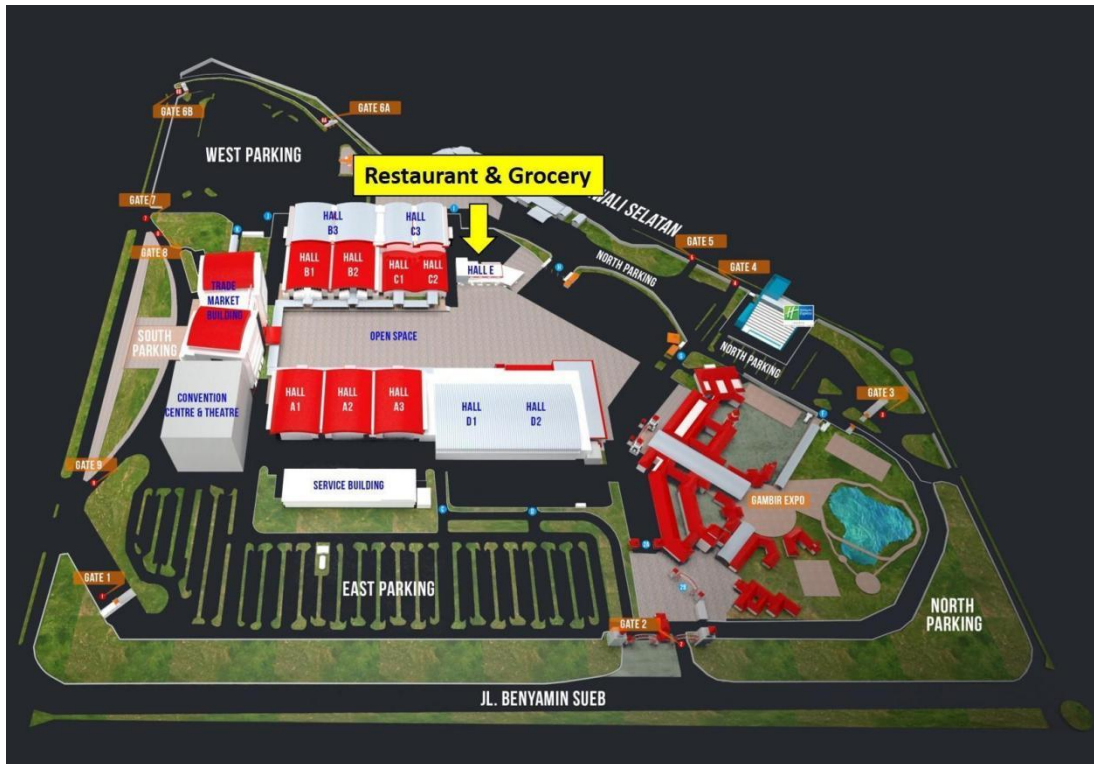 GATE 6B
GATE 6A
WEST PARKING
Restaurant & Grocery
WALI SELATAN
GATE 7
GATE 8
HALL
B3
HALL
C3
HALL
B1
HALL
B2
HALL
C1
HALL
C2
HALL E
NORTH PARKING
GATE 5
GATE 4
TRADE
MARKET
BUILDING
SOUTH
PARKING
OPEN SPACE
NORTH PARKING
GATE 3
CONVENTION
CENTRE & THEATRE
HALL
A1
HALL
A2
HALL
A3
HALL
D1
HALL
D2
GATE 9
SERVICE BUILDING
GAMBIR EXPO
GATE 1
EAST PARKING
GATE 2
NORTH
PARKING
JL. BENYAMIN SUEB